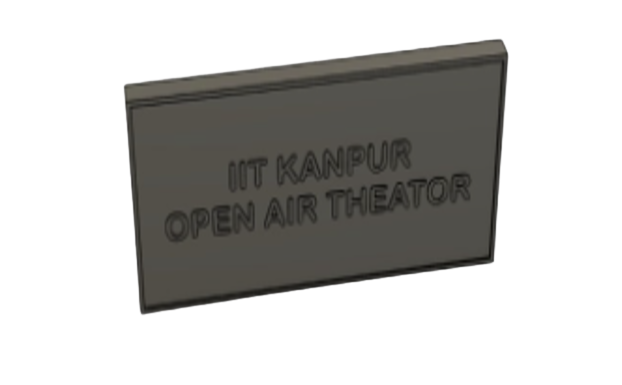 IIT KANPUR
OPEN AIR THEATOR